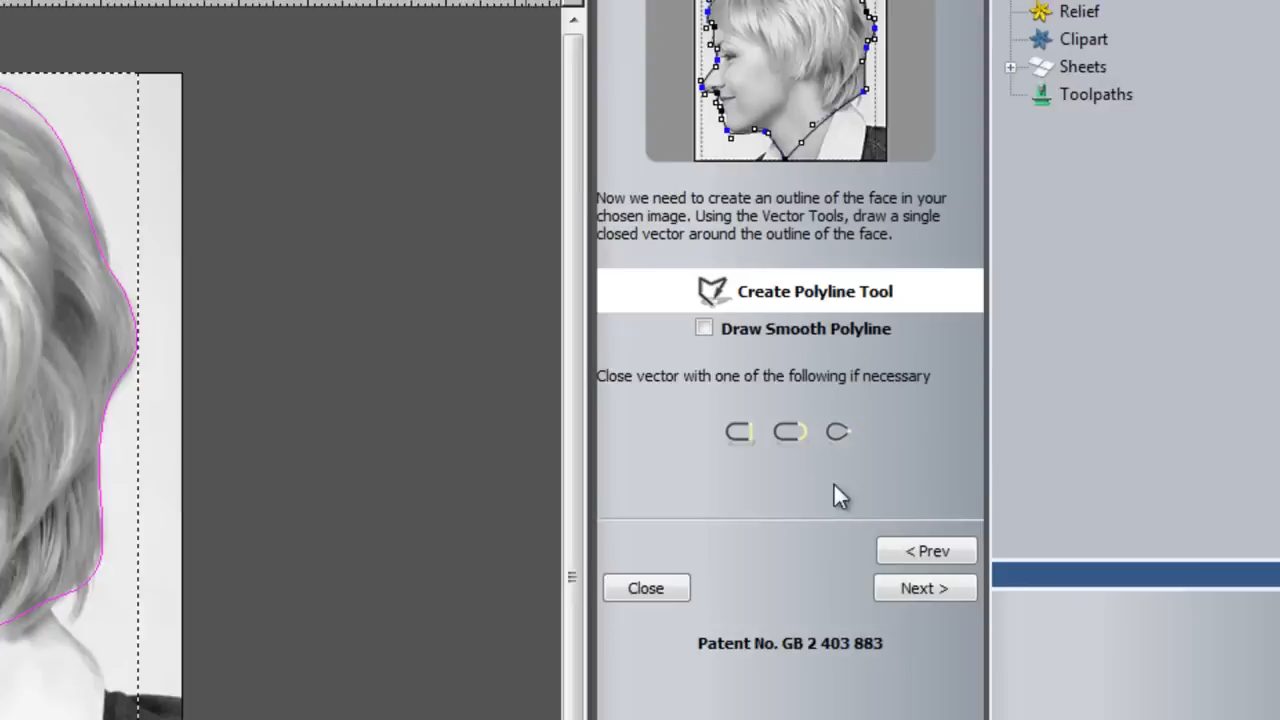 Relief
Clipart
Sheets
Toolpaths
Now we need to create an outline of the face in your
chosen image. Using the Vector Tools, draw a single
closed vector around the outline of the face.
Create Polyline Tool
Draw Smooth Polyline
Close vector with one of the following if necessary
< Prev
Close
Next >
Patent No. GB 2 403 883